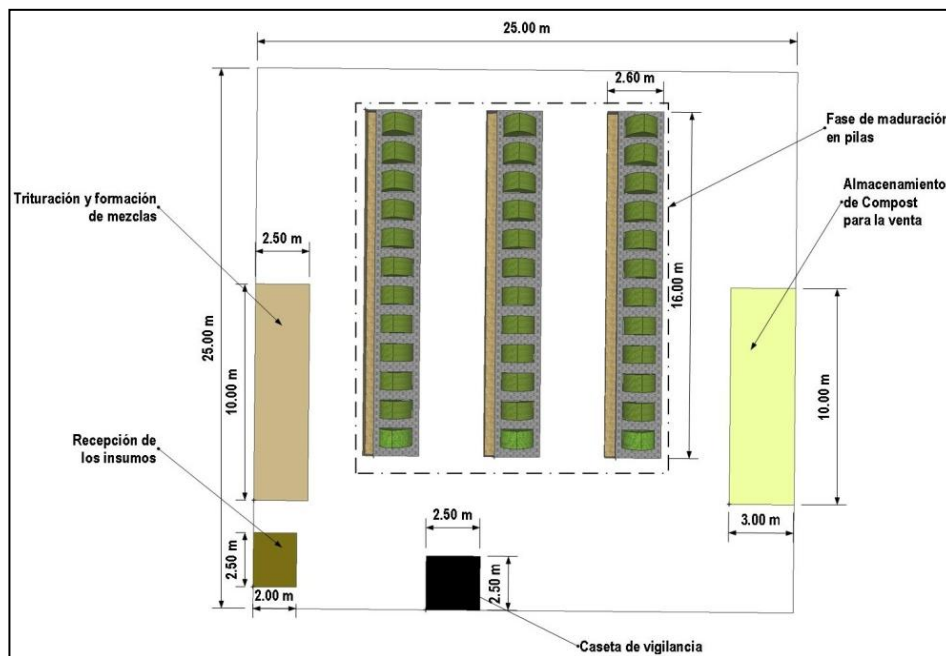 25.00 m
2.60 m
Fase de maduración
en pilas
Trituración y formación
de mezclas
Almacenamiento
de Compost
para la venta
2.50 m
16.00 m
25.00 m
10.00 m
10.00 m
Recepción de
los insumos
2.50 m
3.00 m
2.50 m
2.50 m
2.00 m
Caseta de vigilancia